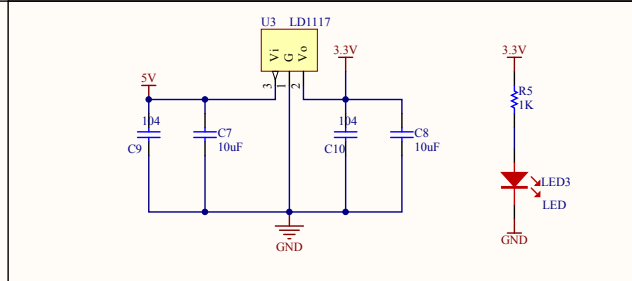 U3 LD1117
Vi
G
Vo
3
1
2
5V
3.3V
104
C9
C7
10uF
104
C10
C8
10uF
GND
3.3V
R5
1K
LED3
LED
GND